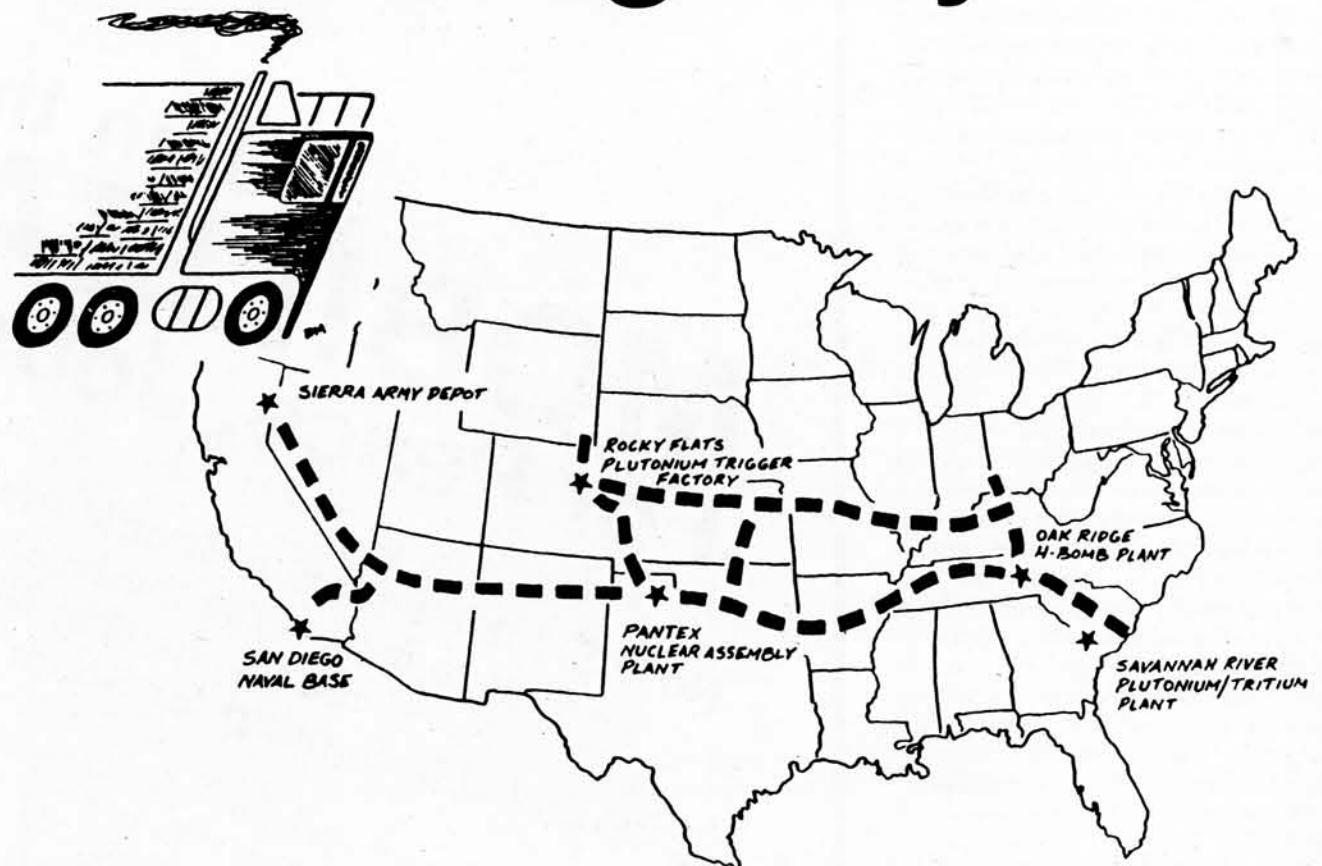 SIERRA ARMY DEPOT
ROCKY FLATS
PLUTONIUM TRIGGER
FACTORY
OAK RIDGE
H-BOMB PLANT
PANTEX
NUCLEAR ASSEMBLY
PLANT
SAN DIEGO
NAVAL BASE
SAVANNAH RIVER
PLUTONIUM/TRITIUM
PLANT